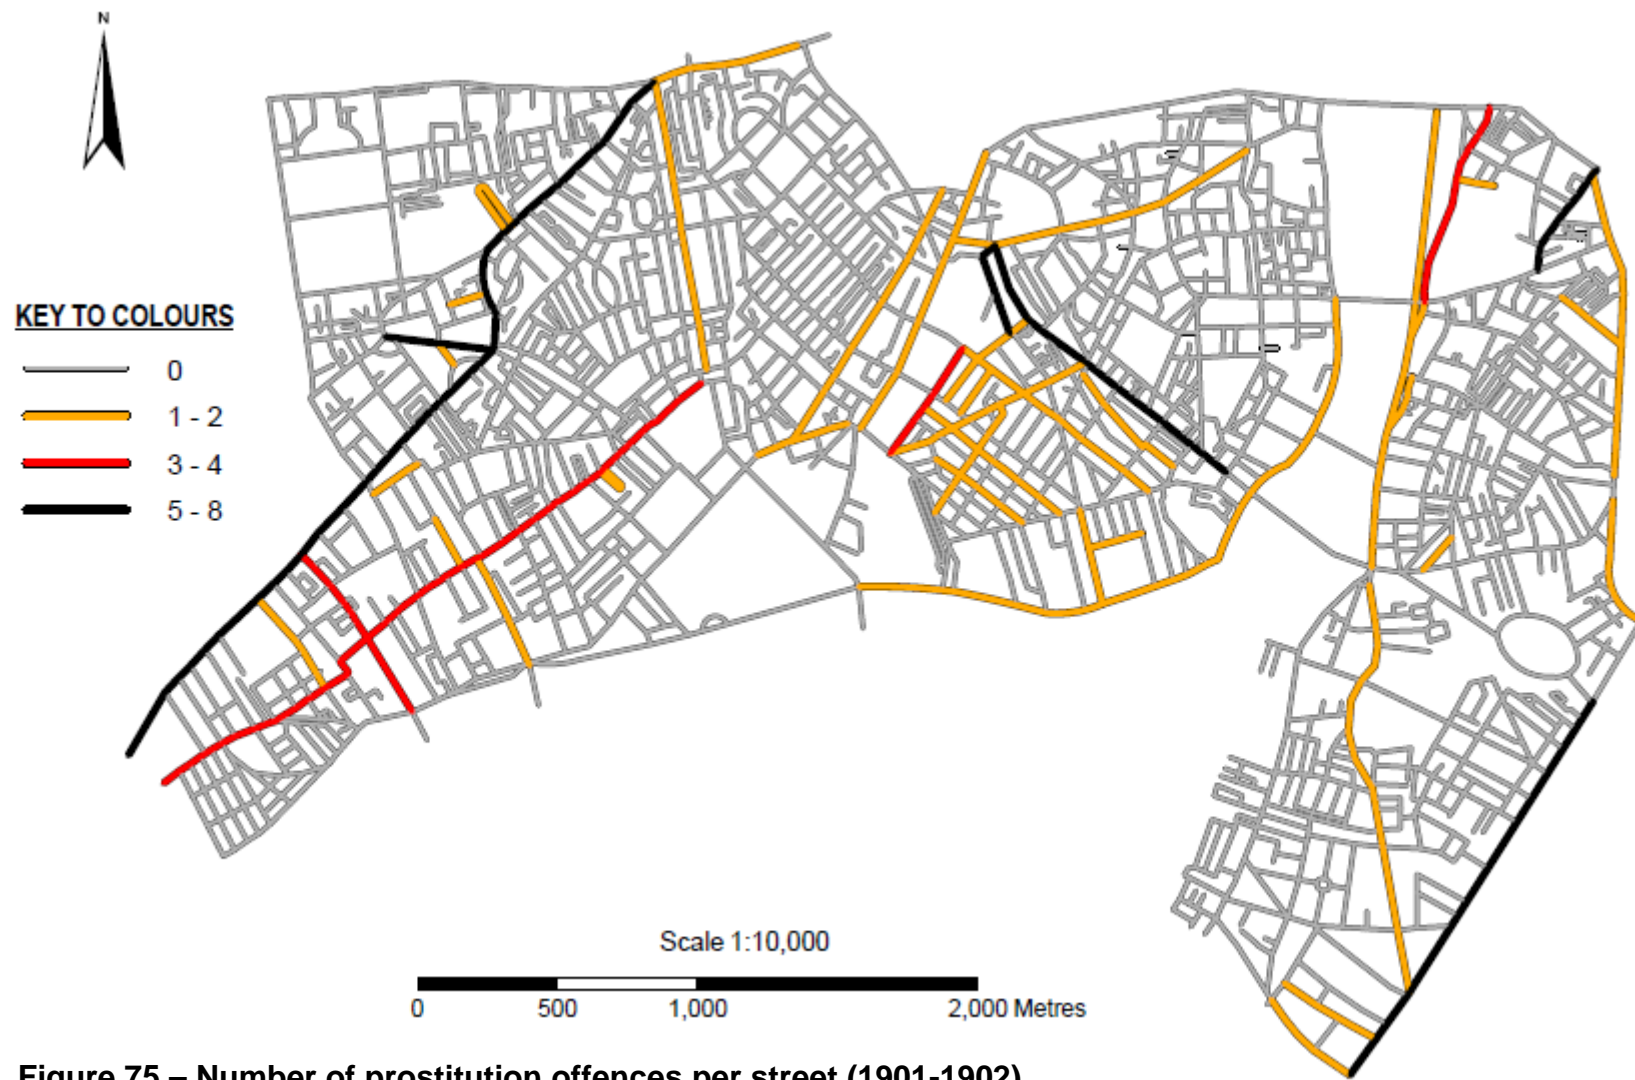 N
KEY TO COLOURS
0
1 - 2
3 - 4
5 - 8
Scale 1:10,000
0 500 1,000 2,000 Metres
Figure 75 – Number of prostitution offences per street (1901-1902)